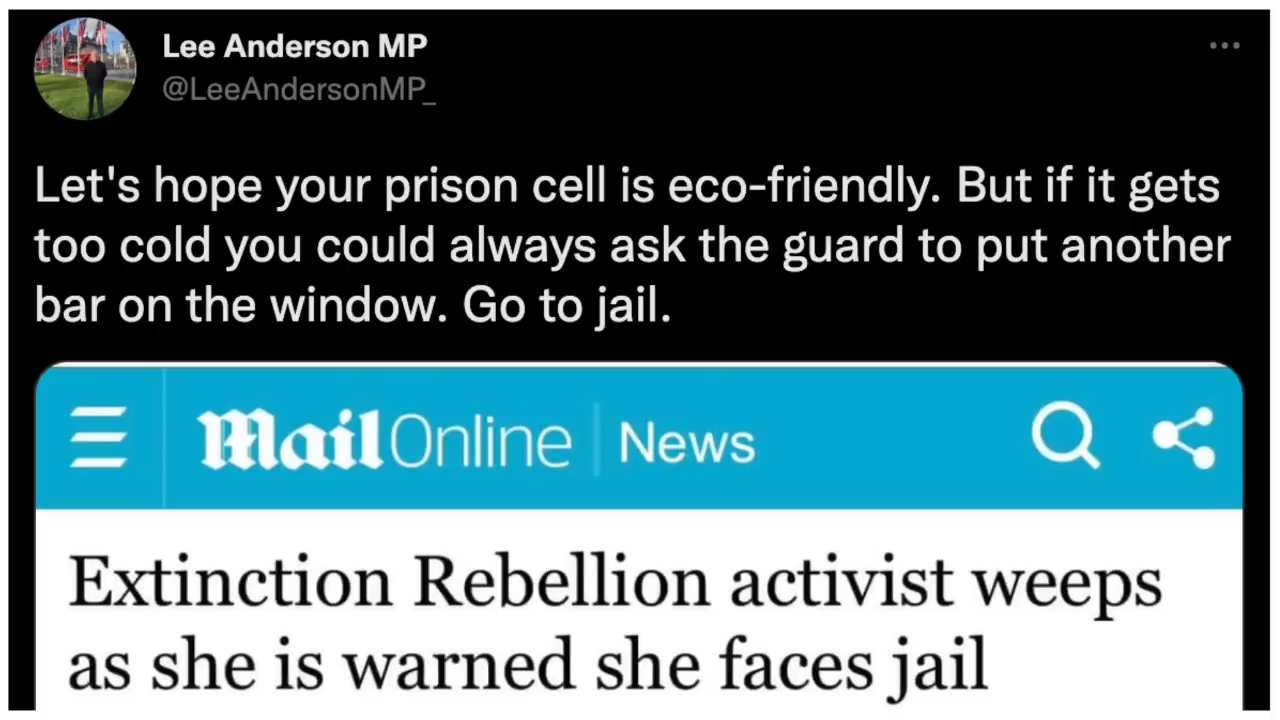 Lee Anderson MP
@LeeAndersonMP_
Let's hope your prison cell is eco-friendly. But if it gets
too cold you could always ask the guard to put another
bar on the window. Go to jail.
Mail Online News
Extinction Rebellion activist weeps
as she is warned she faces jail